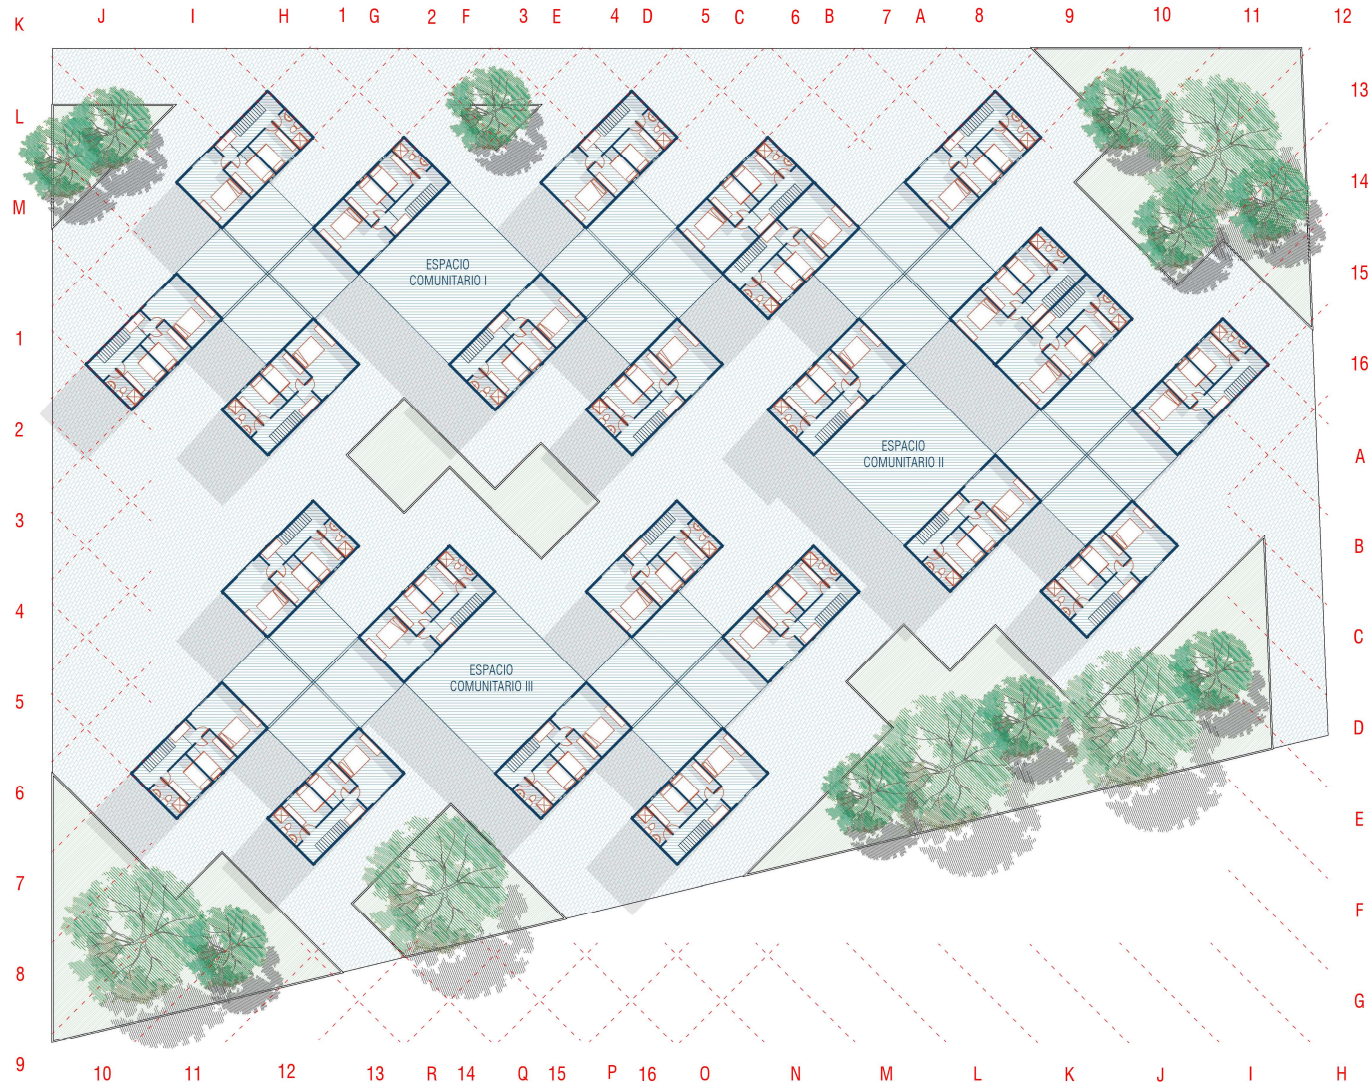 K J I H 1 G 2 F 3 E 4 D 5 C 6 B 7 A 8 9 10 11 12
13
L
14
M
ESPACIO
COMUNITARIO I
15
1
16
2
ESPACIO
COMUNITARIO II
A
3
B
4
C
ESPACIO
COMUNITARIO III
5
D
6
E
7
F
8
G
9 10 11 12 13 R 14 Q 15 P 16 O N M L K J I H